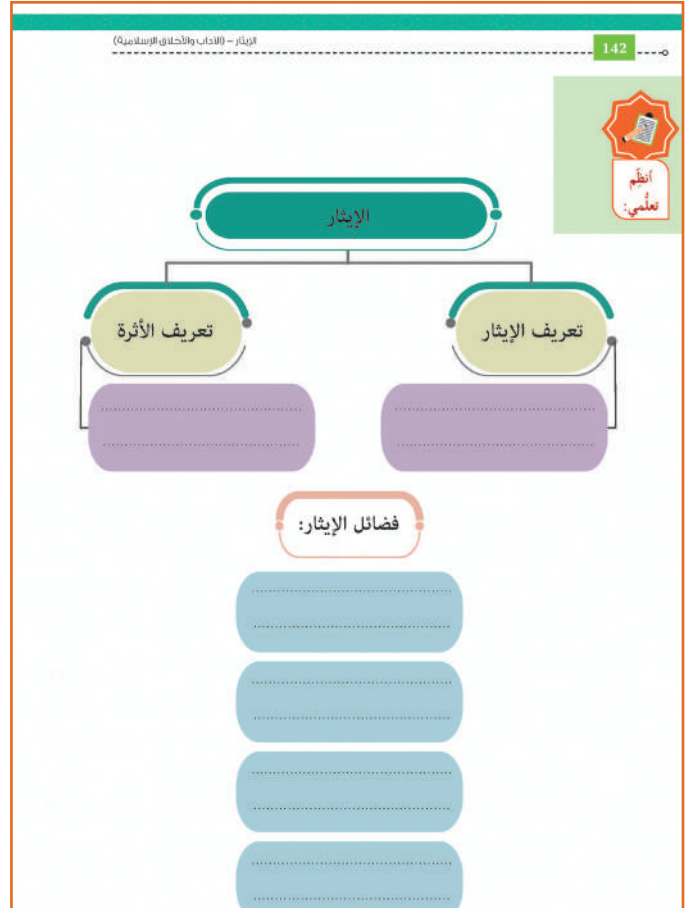 142
الإيثار – (الآداب والأخلاق الإسلامية)
أنظِّم
تعلُّمي:
الإيثار
تعريف الإيثار
تعريف الأثرة
فضائل الإيثار: